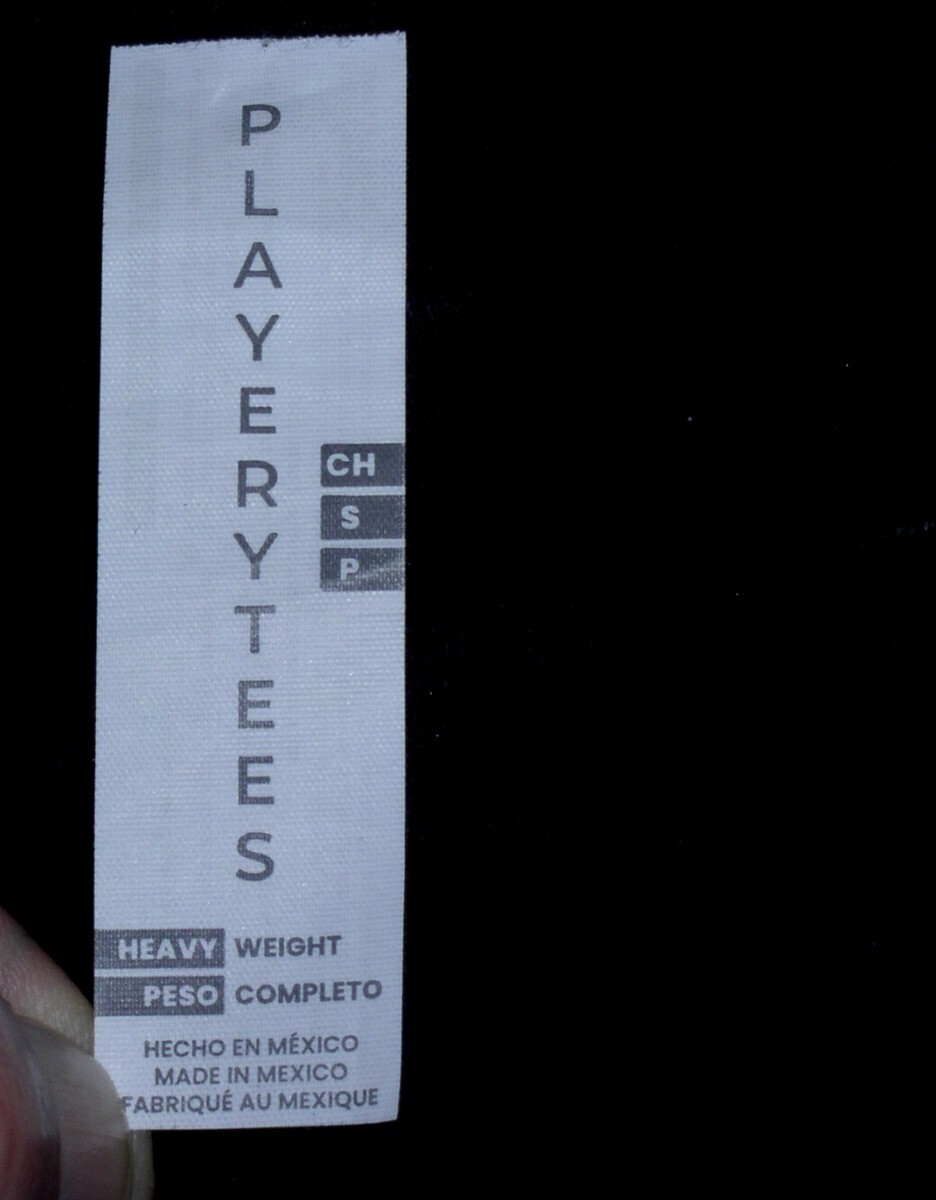 PLAYERYTEES
CH
S
P
HEAVY WEIGHT
PESO COMPLETO
HECHO EN MÉXICO
MADE IN MEXICO
FABRIQUÉ AU MEXIQUE